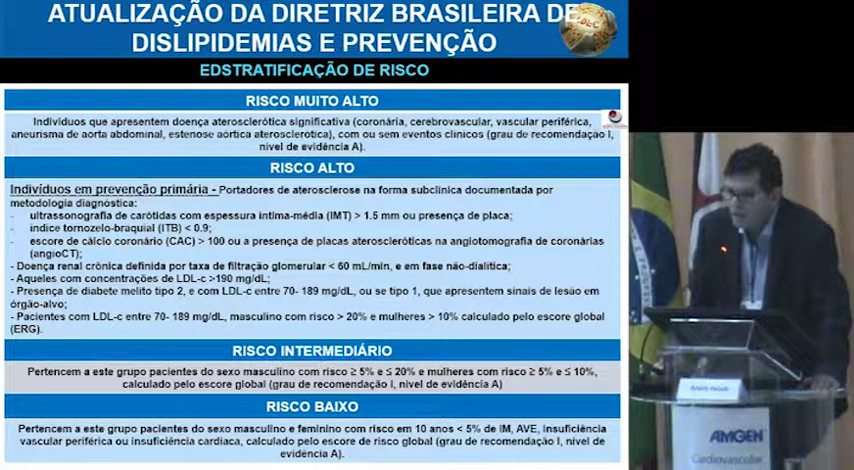 ATUALIZAÇÃO DA DIRETRIZ BRASILEIRA DE
DISLIPIDEMIAS E PREVENÇÃO
EDSTRATIFICAÇÃO DE RISCO
RISCO MUITO ALTO
Indivíduos que apresentem doença aterosclerótica significativa (coronária, cerebrovascular, vascular periférica,
aneurisma de aorta abdominal, estenose aórtica aterosclerotica), com ou sem eventos clínicos (grau de recomendação I,
nível de evidência A).
RISCO ALTO
Indivíduos em prevenção primária - Portadores de aterosclerose na forma subclínica documentada por
metodologia diagnóstica:
- ultrassonografia de carótidas com espessura íntima-média (IMT) > 1.5 mm ou presença de placa;
- índice tornozelo-braquial (ITB) < 0.9;
- escore de cálcio coronário (CAC) > 100 ou a presença de placas ateroscleróticas na angiotomografia de coronárias
(angioCT);
- Doença renal crônica definida por taxa de filtração glomerular < 60 mL/min, e em fase não-dialítica;
- Aqueles com concentrações de LDL-c >190 mg/dL;
- Presença de diabete melito tipo 2, e com LDL-c entre 70- 189 mg/dL, ou se tipo 1, que apresentem sinais de lesão em
órgão-alvo;
- Pacientes com LDL-c entre 70- 189 mg/dL, masculino com risco > 20% e mulheres > 10% calculado pelo escore global
(ERG).
RISCO INTERMEDIÁRIO
Pertencem a este grupo pacientes do sexo masculino com risco ≥ 5% e ≤ 20% e mulheres com risco ≥ 5% e ≤ 10%,
calculado pelo escore global (grau de recomendação I, nível de evidência A)
RISCO BAIXO
Pertencem a este grupo pacientes do sexo masculino e feminino com risco em 10 anos < 5% de IM, AVE, insuficiência
vascular periférica ou insuficiência cardíaca, calculado pelo escore de risco global (grau de recomendação I, nível de
evidência A).
AMGEN
Cardiovascular